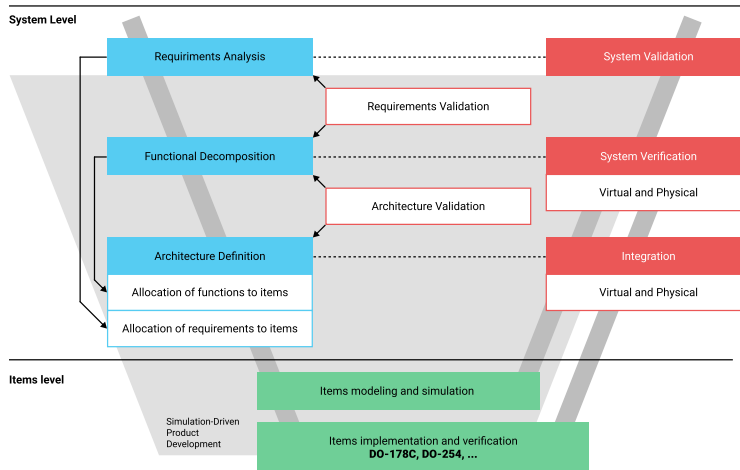 System Level
Requiriments Analysis
System Validation
Requirements Validation
Functional Decomposition
System Verification
Virtual and Physical
Architecture Validation
Architecture Definition
Integration
Allocation of functions to items
Virtual and Physical
Allocation of requirements to items
Items level
Items modeling and simulation
Simulation-Driven
Product
Development
Items implementation and verification
DO-178C, DO-254, ...